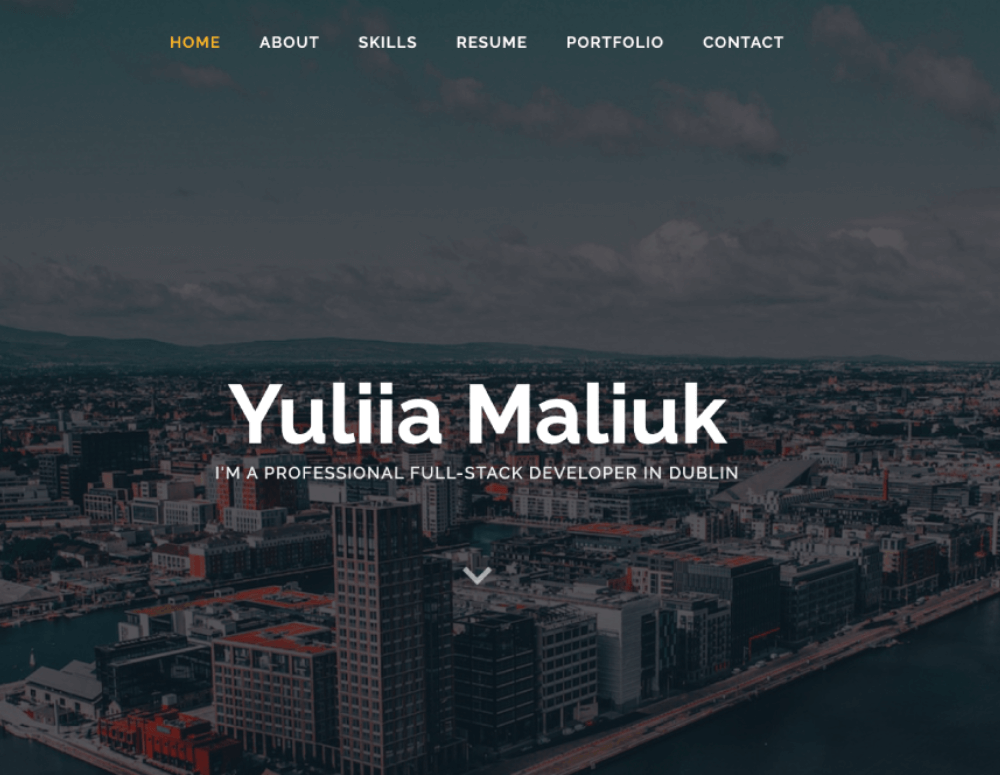 HOME ABOUT SKILLS RESUME PORTFOLIO CONTACT
Yuliia Maliuk
I'M A PROFESSIONAL FULL-STACK DEVELOPER IN DUBLIN